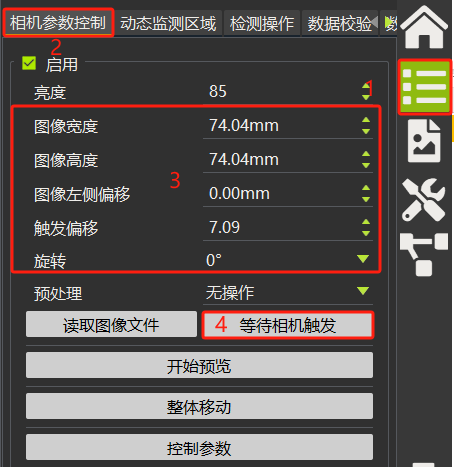 相机参数控制 动态监测区域 检测操作 数据校验
2
启用
1
亮度 85
图像宽度 74.04mm
图像高度 74.04mm
3
图像左侧偏移 0.00mm
触发偏移 7.09
旋转 0°
预处理 无操作
读取图像文件 4 等待相机触发
开始预览
整体移动
控制参数